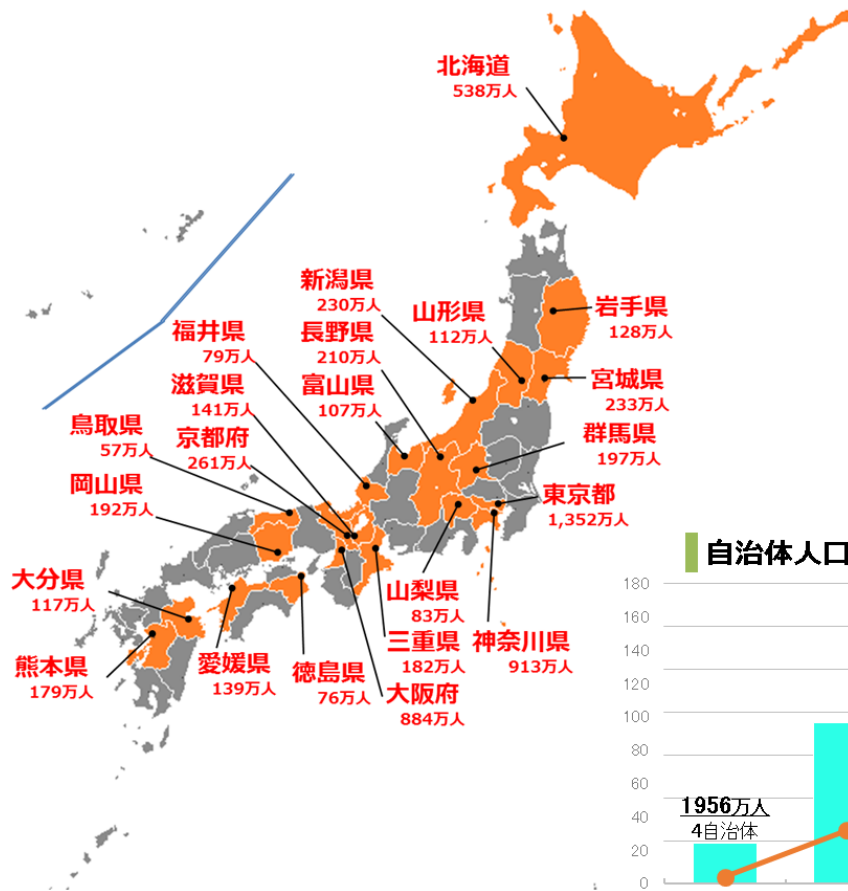 北海道
538万人
新潟県
230万人
山形県
112万人
岩手県
128万人
福井県
79万人
長野県
210万人
宮城県
233万人
滋賀県
141万人
富山県
107万人
鳥取県
57万人
京都府
261万人
群馬県
197万人
岡山県
192万人
東京都
1,352万人
大分県
117万人
山梨県
83万人
熊本県
179万人
愛媛県
139万人
徳島県
76万人
三重県
182万人
神奈川県
913万人
大阪府
884万人
自治体人口
180
160
140
120
100
80
60
40
20
0
1956万人
4自治体